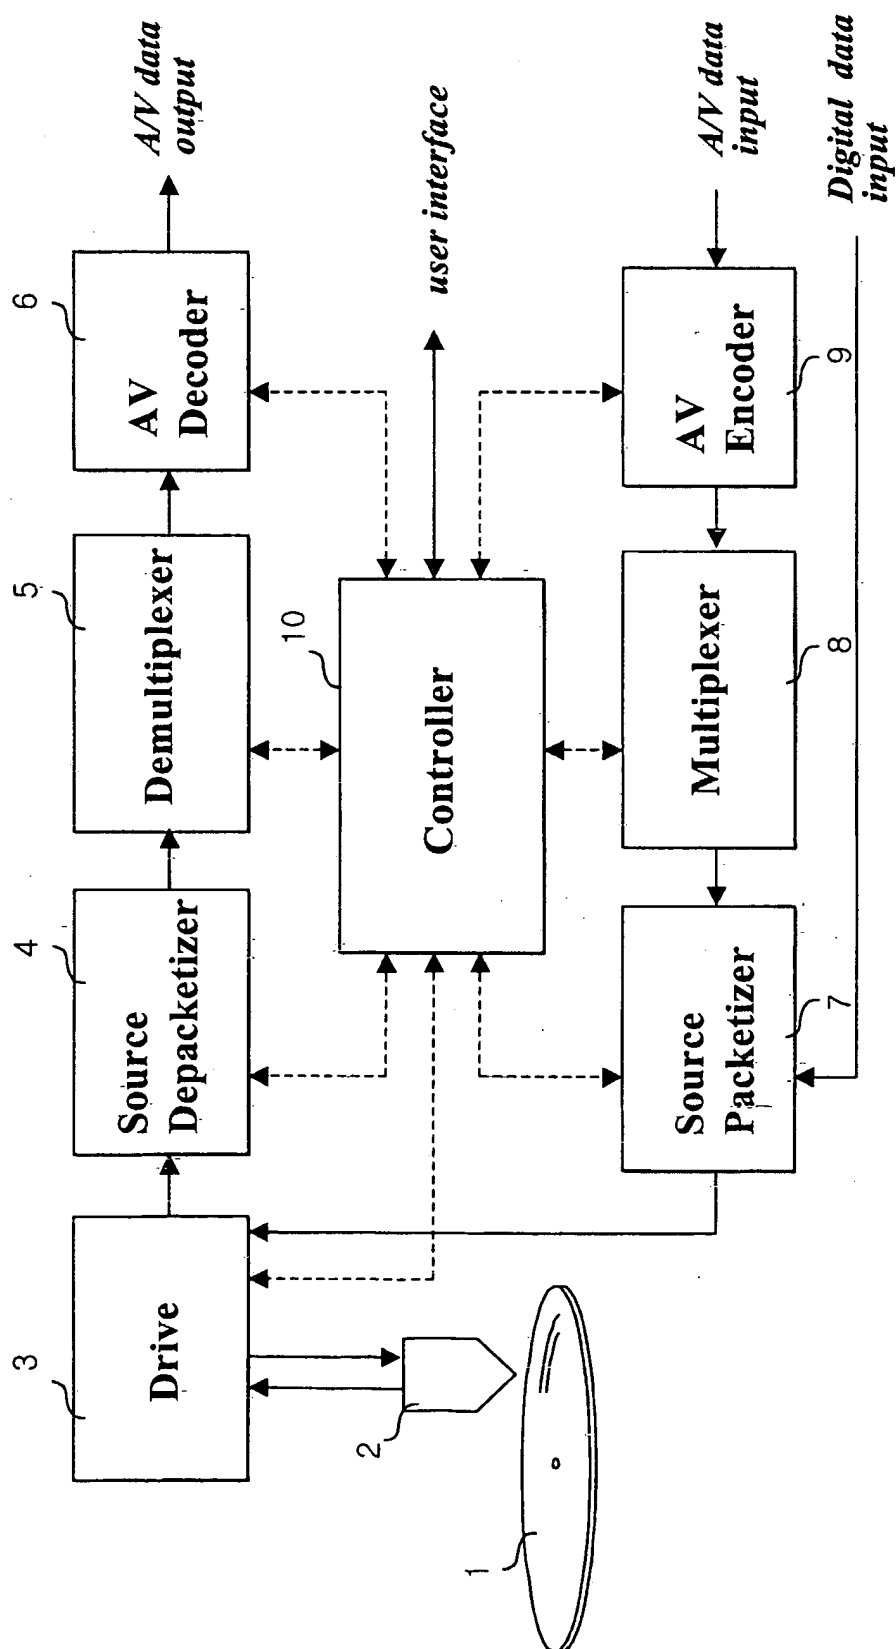 3
Drive
4
Source
Depacketizer
5
Demultiplexer
6
AV
Decoder
A/V data
output
10
Controller
user interface
2
1
Source
Packetizer
7
Multiplexer
8
AV
Encoder
9
A/V data
input
Digital data
input